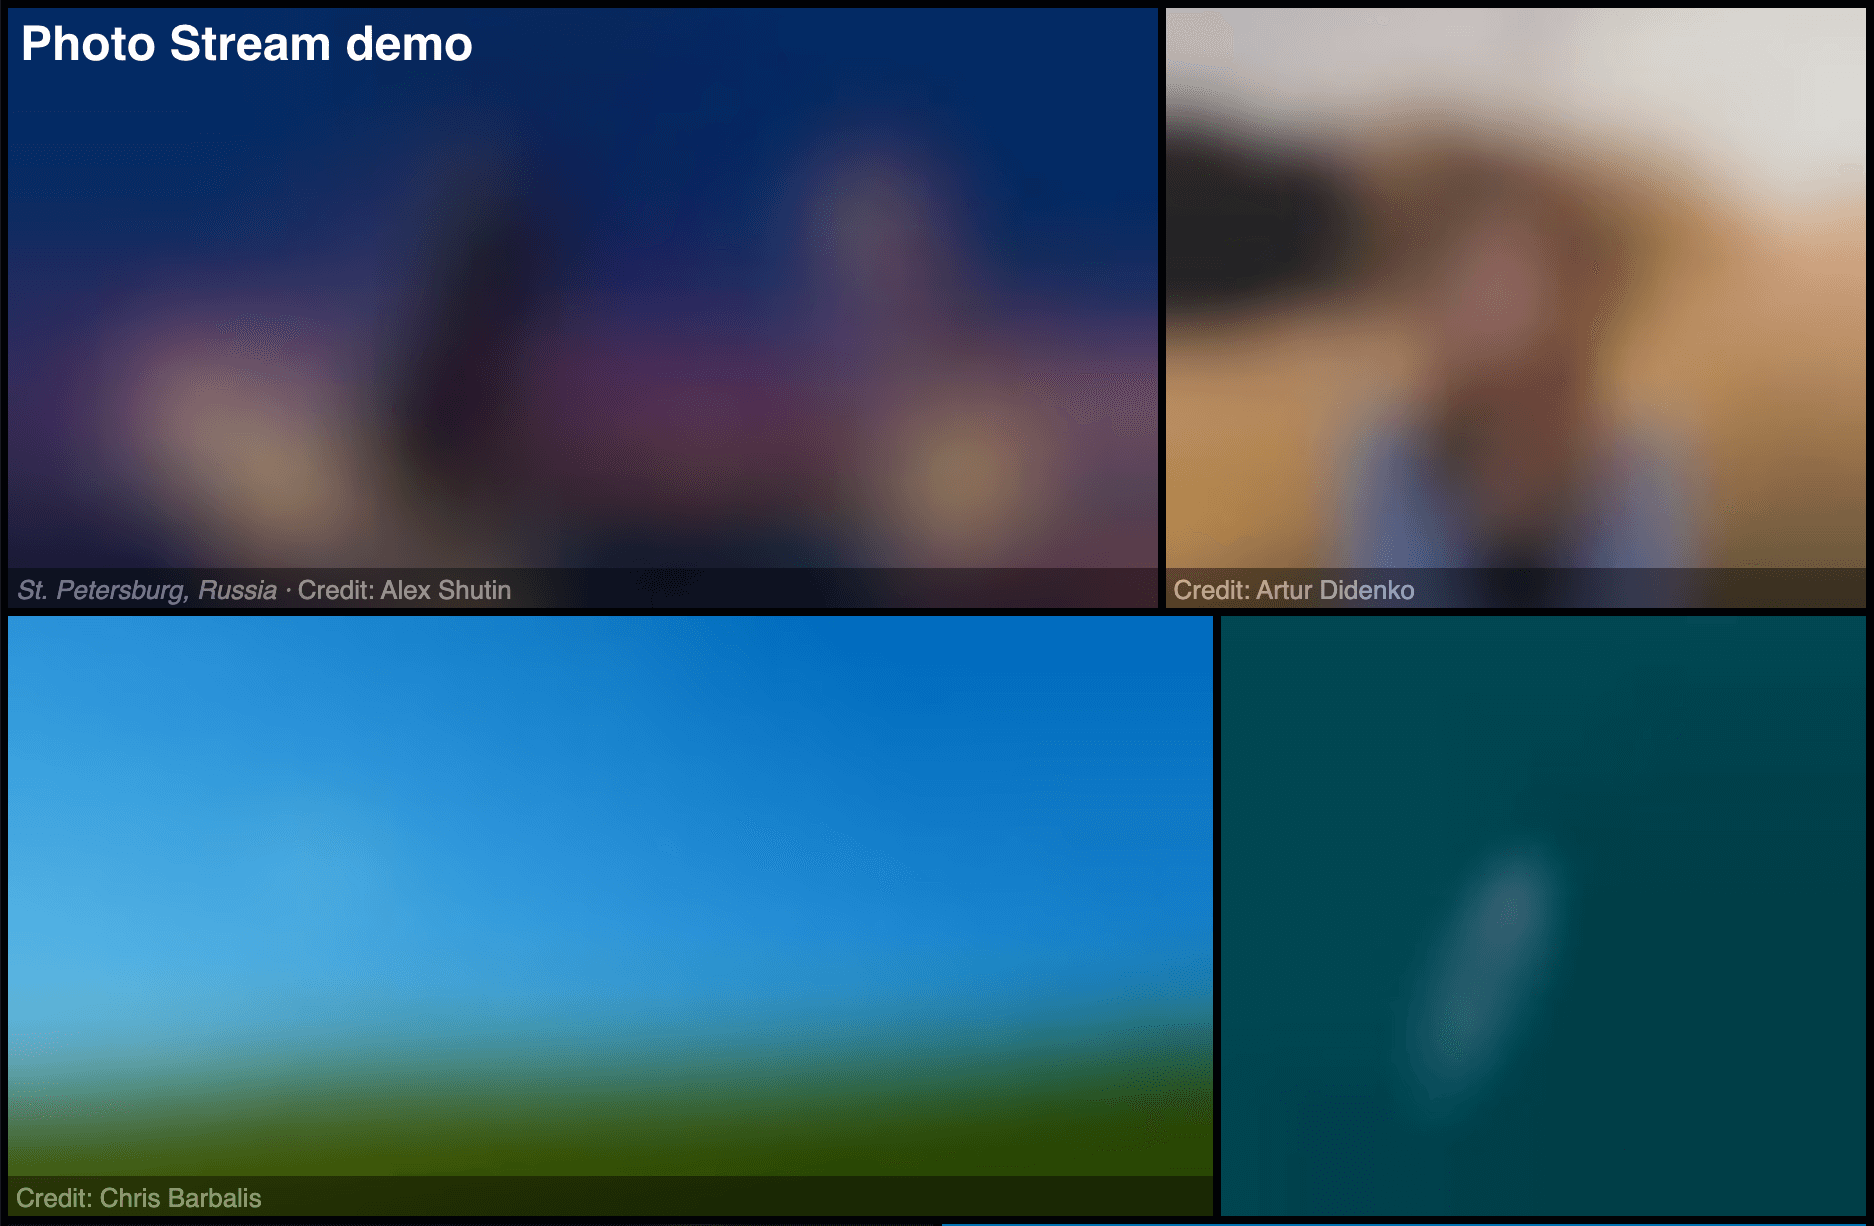 Photo Stream demo
St. Petersburg, Russia · Credit: Alex Shutin
Credit: Artur Didenko
Credit: Chris Barbalis